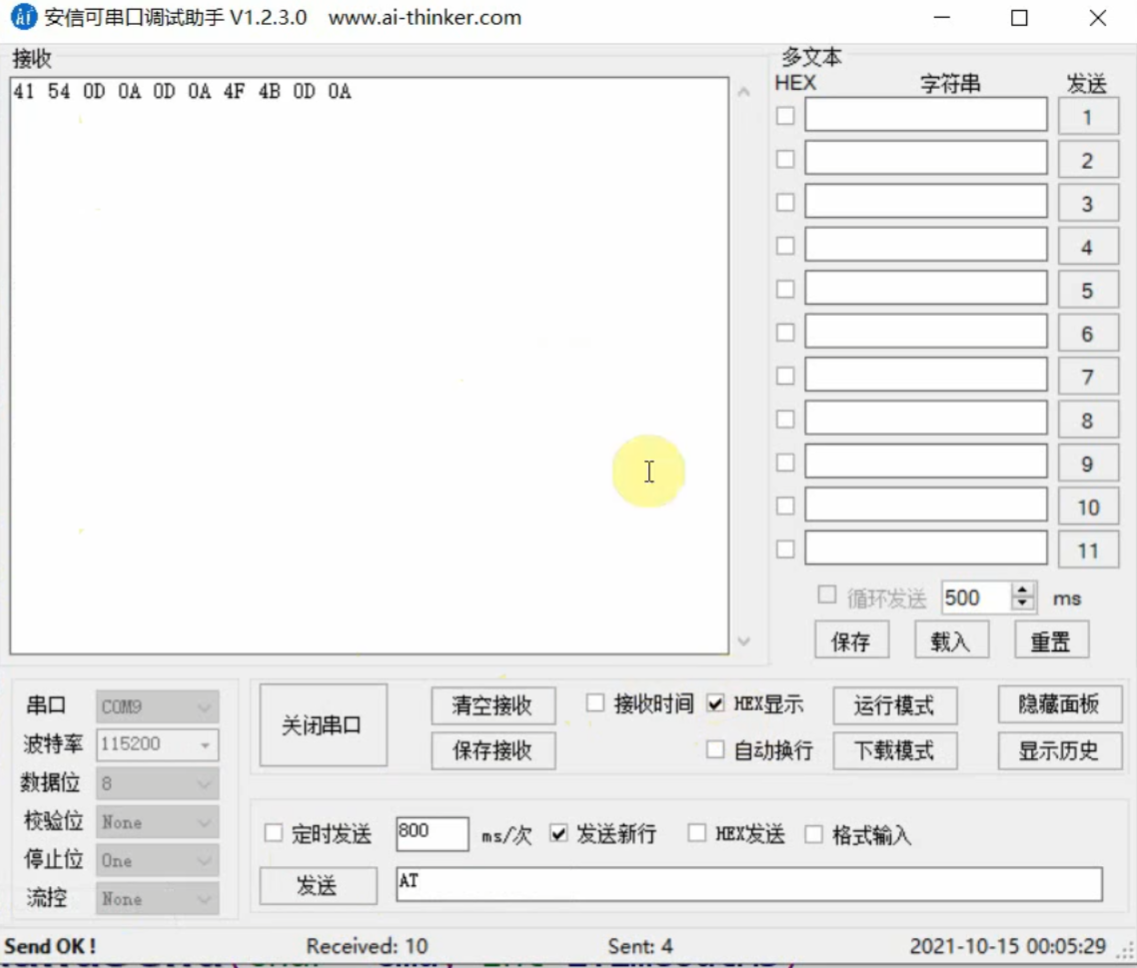 安信可串口调试助手 V1.2.3.0 www.ai-thinker.com
接收
41 54 0D 0A 0D 0A 4F 4B 0D 0A
多文本
HEX 字符串 发送
1
2
3
4
5
6
7
8
9
10
11
循环发送 500 ms
保存 载入 重置
串口 COM9
波特率 115200
数据位 8
校验位 None
停止位 One
流控 None
关闭串口
清空接收 接收时间 HEX显示 运行模式 隐藏面板
保存接收 自动换行 下载模式 显示历史
定时发送 800 ms/次 发送新行 HEX发送 格式输入
发送 AT
Send OK! Received: 10 Sent: 4 2021-10-15 00:05:29